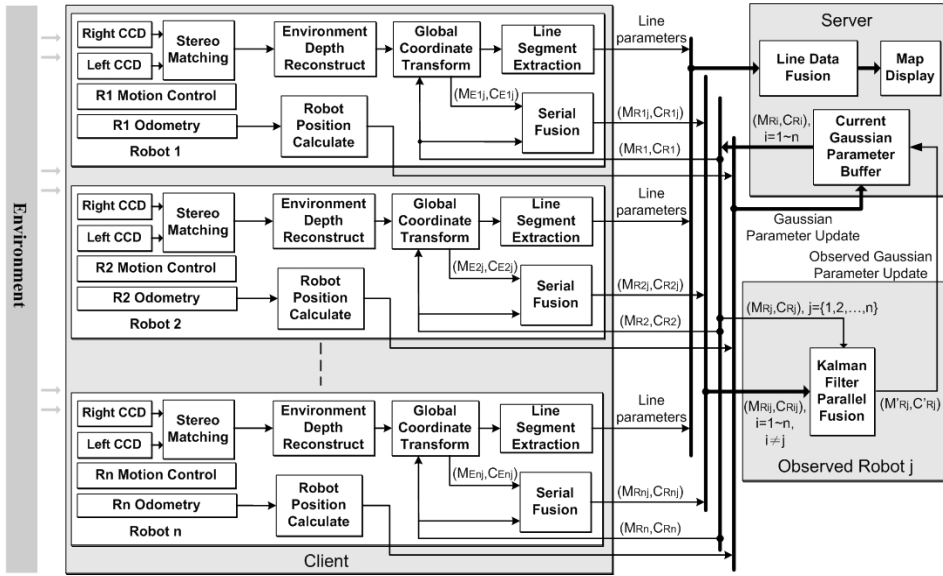 Environment
Right CCD
Left CCD
Stereo
Matching
Environment
Depth
Reconstruct
Global
Coordinate
Transform
Line
Segment
Extraction
Line
parameters
R1 Motion Control
R1 Odometry
Robot
Position
Calculate
(ME1j,CE1j)
Serial
Fusion
(MR1j,CR1j)
(MR1,CR1)
Robot 1
Right CCD
Left CCD
Stereo
Matching
Environment
Depth
Reconstruct
Global
Coordinate
Transform
Line
Segment
Extraction
Line
parameters
R2 Motion Control
R2 Odometry
Robot
Position
Calculate
(ME2j,CE2j)
Serial
Fusion
(MR2j,CR2j)
(MR2,CR2)
Robot 2
Right CCD
Left CCD
Stereo
Matching
Environment
Depth
Reconstruct
Global
Coordinate
Transform
Line
Segment
Extraction
Line
parameters
Rn Motion Control
Rn Odometry
Robot
Position
Calculate
(MEnj,CEnj)
Serial
Fusion
(MRnj,CRnj)
(MRn,CRn)
Robot n
Client
Server
Line Data
Fusion
Map
Display
(MRi,CRi),
i=1~n
Current
Gaussian
Parameter
Buffer
Gaussian
Parameter Update
Observed Gaussian
Parameter Update
(MRj,CRj), j={1,2,…,n}
Kalman
Filter
Parallel
Fusion
(MRij,CRij),
i=1~n,
i≠j
(M'Rj,C'Rj)
Observed Robot j